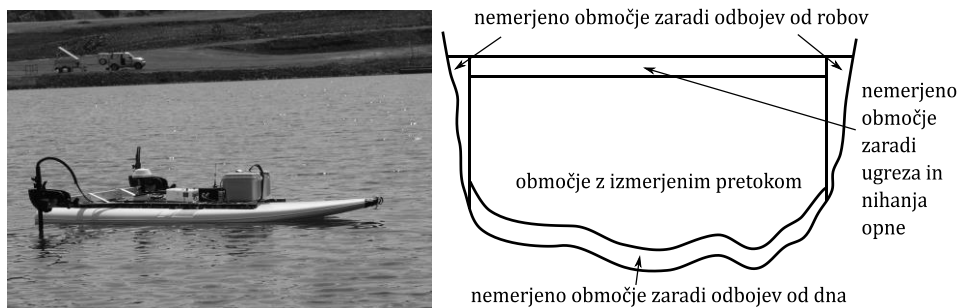 nemerjeno območje zaradi odbojev od robov
nemerjeno
območje
zaradi
ugreza in
nihanja
opne
območje z izmerjenim pretokom
nemerjeno območje zaradi odbojev od dna